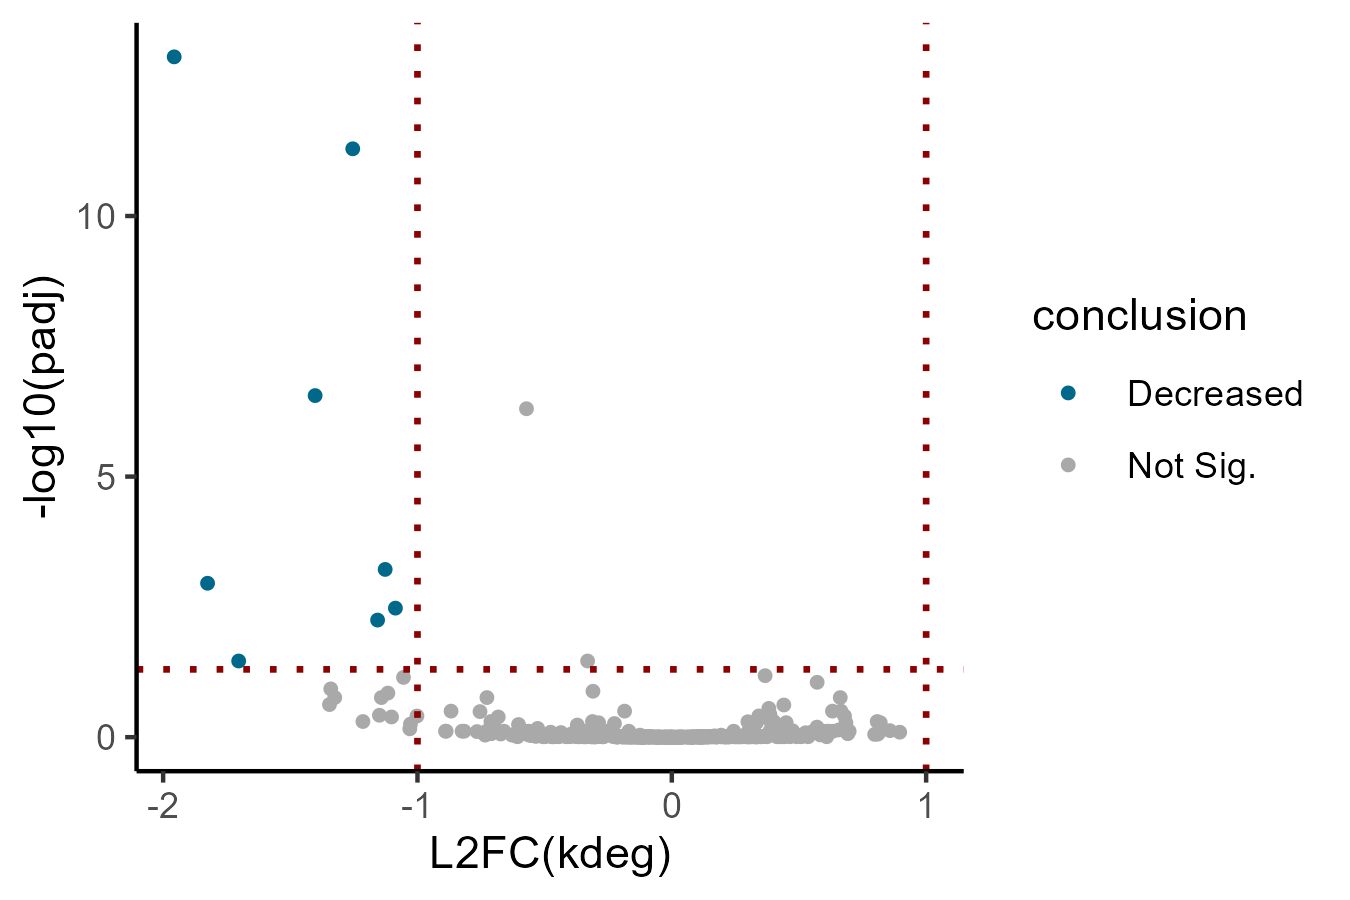 -log10(padj)
10
5
0
-2
-1
0
1
L2FC(kdeg)
conclusion
Decreased
Not Sig.